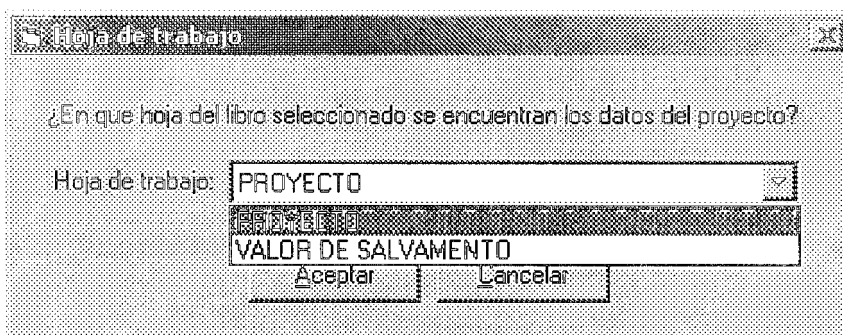 Hoja de trabajo
¿En que hoja del libro seleccionado se encuentran los datos del proyecto?
Hoja de trabajo: PROYECTO
PROYECTO
VALOR DE SALVAMENTO
Aceptar Cancelar